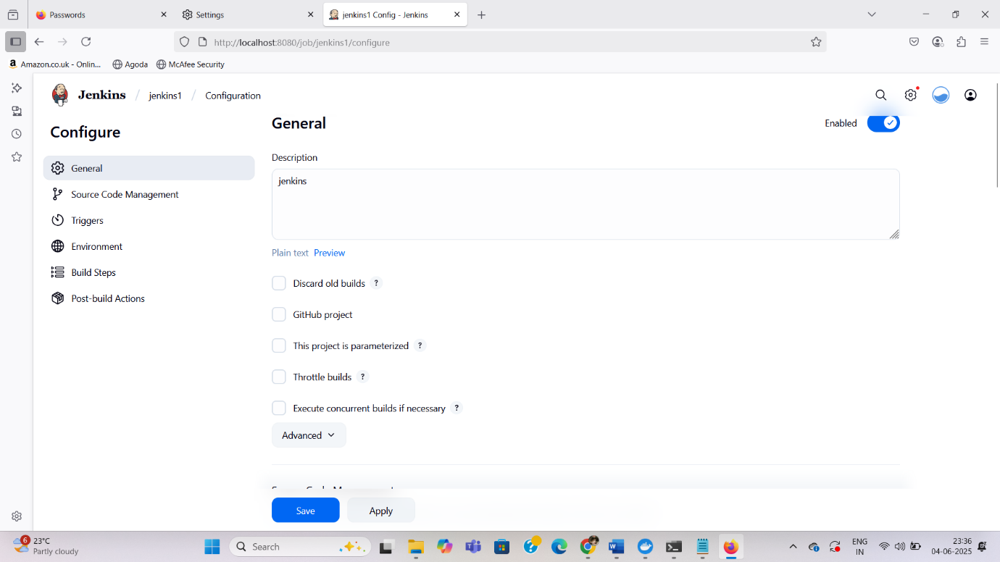 Passwords
Settings
jenkins1 Config - Jenkins
http://localhost:8080/job/jenkins1/configure
Amazon.co.uk - Onlin...
Agoda
McAfee Security
Jenkins / jenkins1 / Configuration
Configure
General
Source Code Management
Triggers
Environment
Build Steps
Post-build Actions
General
Enabled
Description
jenkins
Plain text Preview
Discard old builds ?
GitHub project
This project is parameterized ?
Throttle builds ?
Execute concurrent builds if necessary ?
Advanced
Save
Apply
6
23°C
Partly cloudy
Search
ENG
IN
23:36
04-06-2025